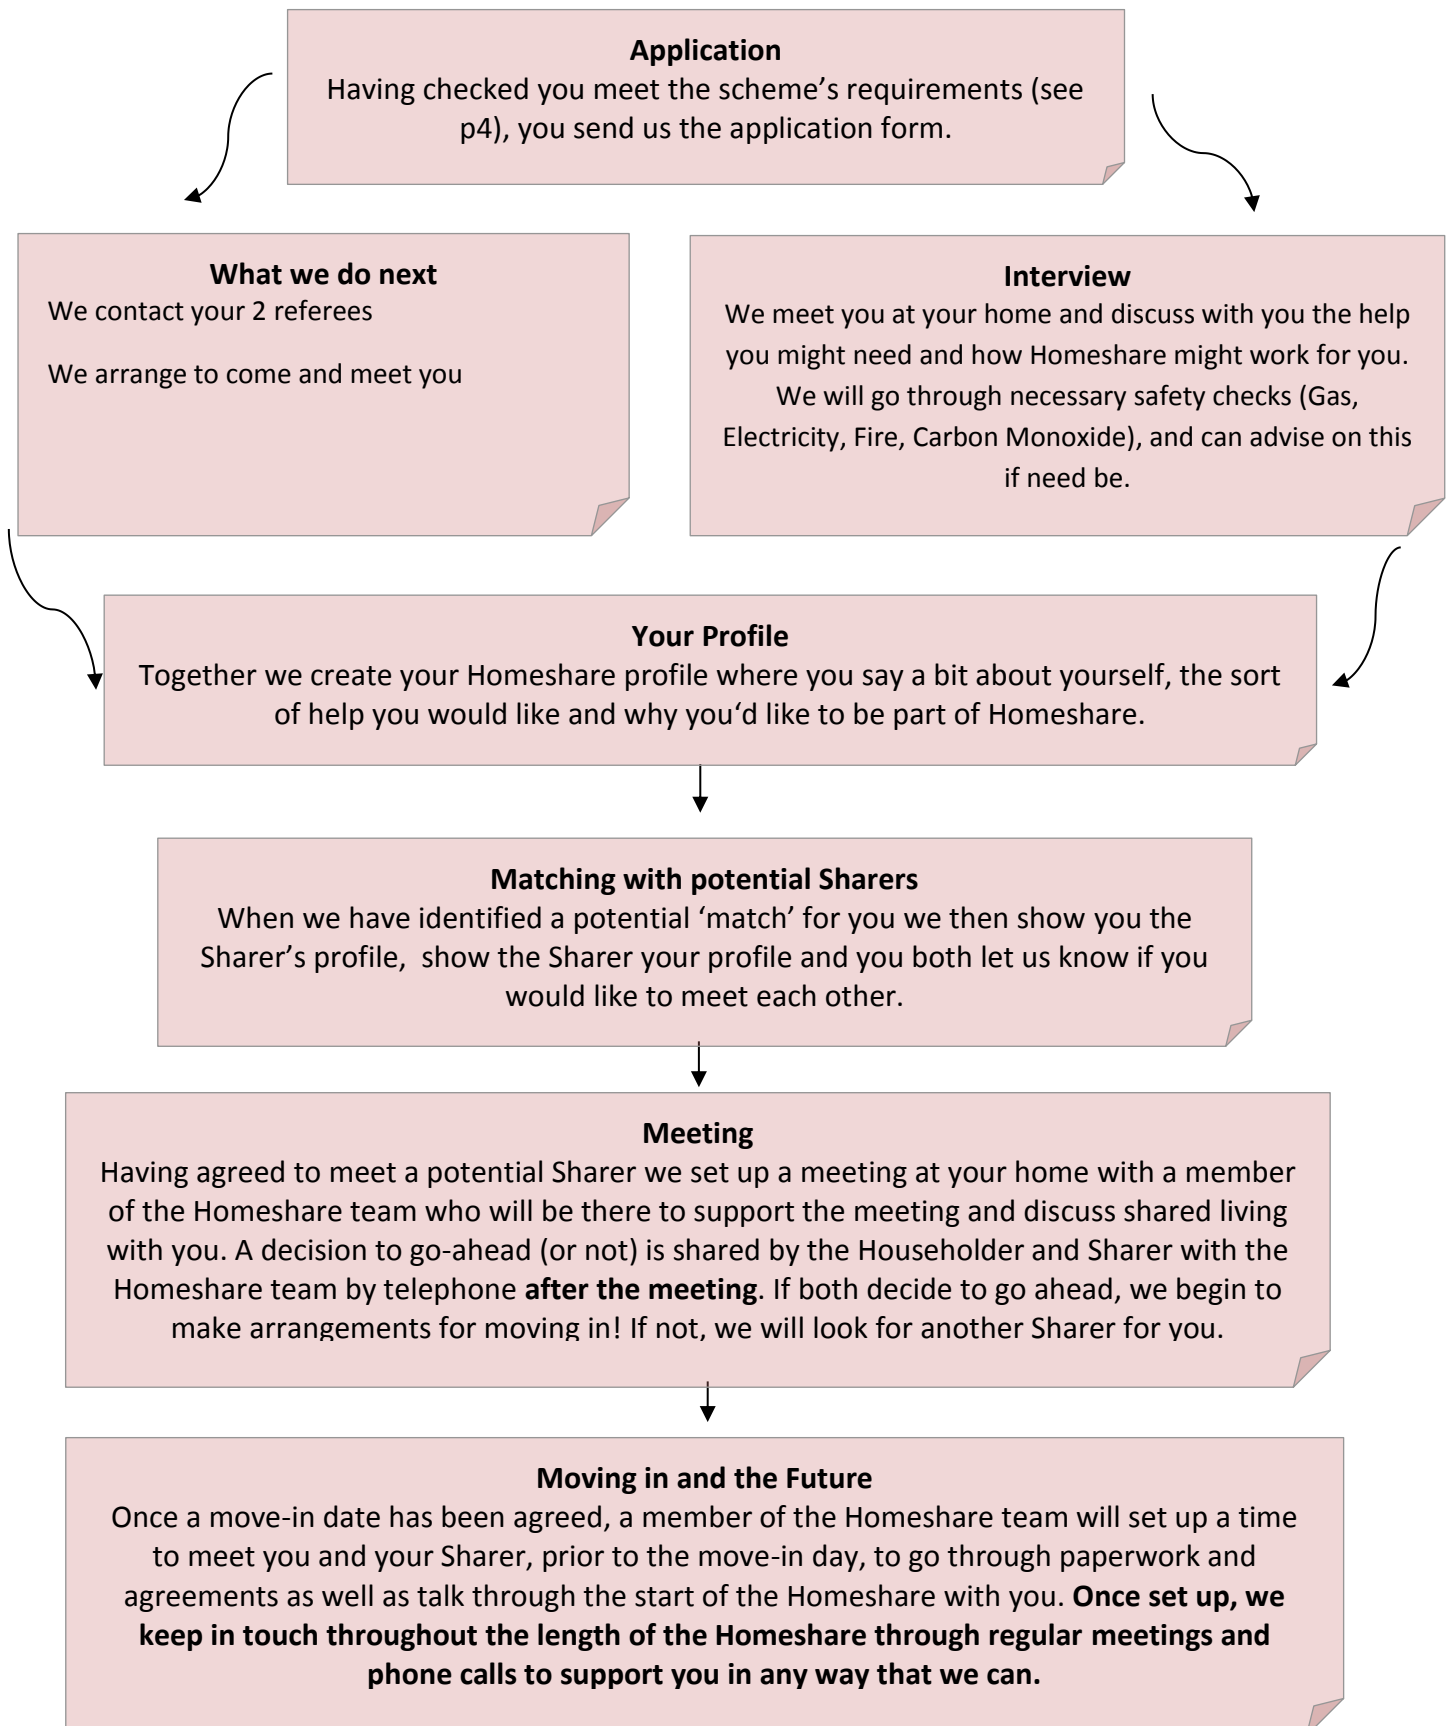 Application
Having checked you meet the scheme’s requirements (see
p4), you send us the application form.
What we do next
We contact your 2 referees
We arrange to come and meet you
Interview
We meet you at your home and discuss with you the help
you might need and how Homeshare might work for you.
We will go through necessary safety checks (Gas,
Electricity, Fire, Carbon Monoxide), and can advise on this
if need be.
Your Profile
Together we create your Homeshare profile where you say a bit about yourself, the sort
of help you would like and why you‘d like to be part of Homeshare.
Matching with potential Sharers
When we have identified a potential ‘match’ for you we then show you the
Sharer’s profile,  show the Sharer your profile and you both let us know if you
would like to meet each other.
Meeting
Having agreed to meet a potential Sharer we set up a meeting at your home with a member
of the Homeshare team who will be there to support the meeting and discuss shared living
with you. A decision to go-ahead (or not) is shared by the Householder and Sharer with the
Homeshare team by telephone after the meeting. If both decide to go ahead, we begin to
make arrangements for moving in! If not, we will look for another Sharer for you.
Moving in and the Future
Once a move-in date has been agreed, a member of the Homeshare team will set up a time
to meet you and your Sharer, prior to the move-in day, to go through paperwork and
agreements as well as talk through the start of the Homeshare with you. Once set up, we
keep in touch throughout the length of the Homeshare through regular meetings and
phone calls to support you in any way that we can.